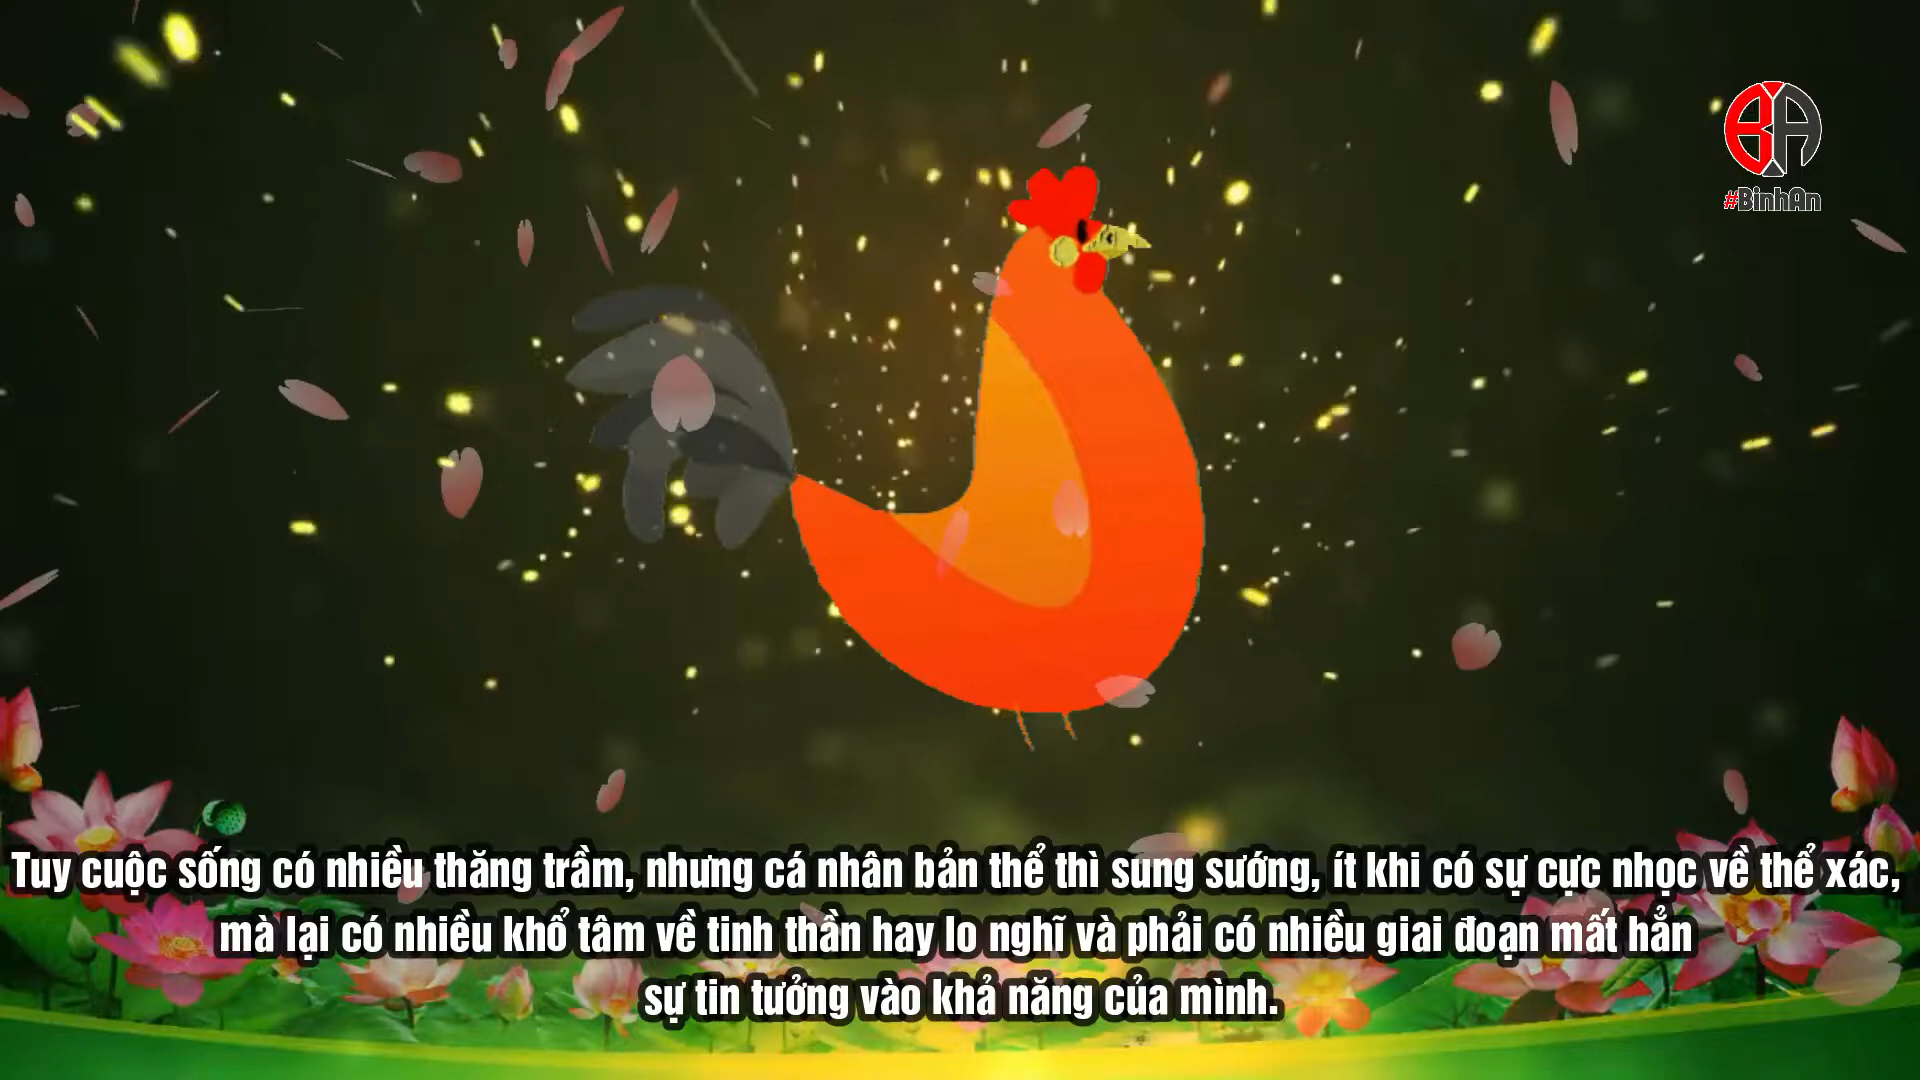 BA
#BinhAn
Tuy cuộc sống có nhiều thăng trầm, nhưng cá nhân bản thể thì sung sướng, ít khi có sự cực nhọc về thể xác,
mà lại có nhiều khổ tâm về tinh thần hay lo nghĩ và phải có nhiều giai đoạn mất hẳn
sự tin tưởng vào khả năng của mình.